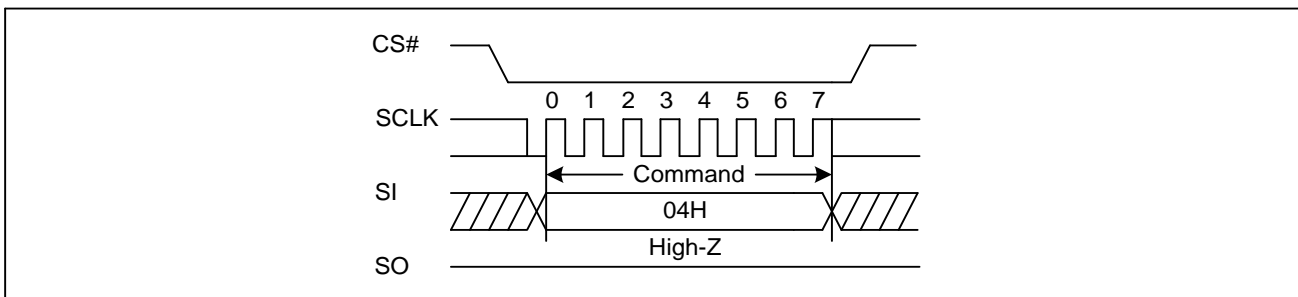 CS#
0 1 2 3 4 5 6 7
SCLK
Command
SI
04H
High-Z
SO